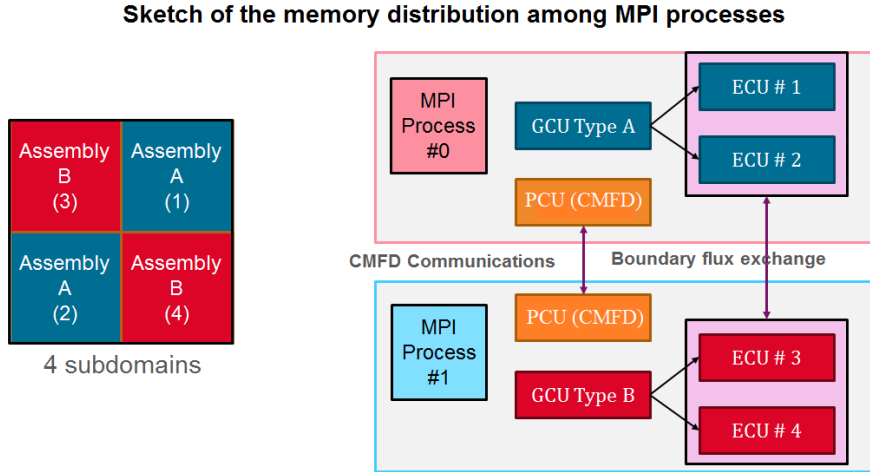 Sketch of the memory distribution among MPI processes
Assembly
B
(3)
Assembly
A
(1)
Assembly
A
(2)
Assembly
B
(4)
4 subdomains
MPI
Process
#0
GCU Type A
ECU # 1
ECU # 2
PCU (CMFD)
CMFD Communications
Boundary flux exchange
MPI
Process
#1
PCU (CMFD)
GCU Type B
ECU # 3
ECU # 4